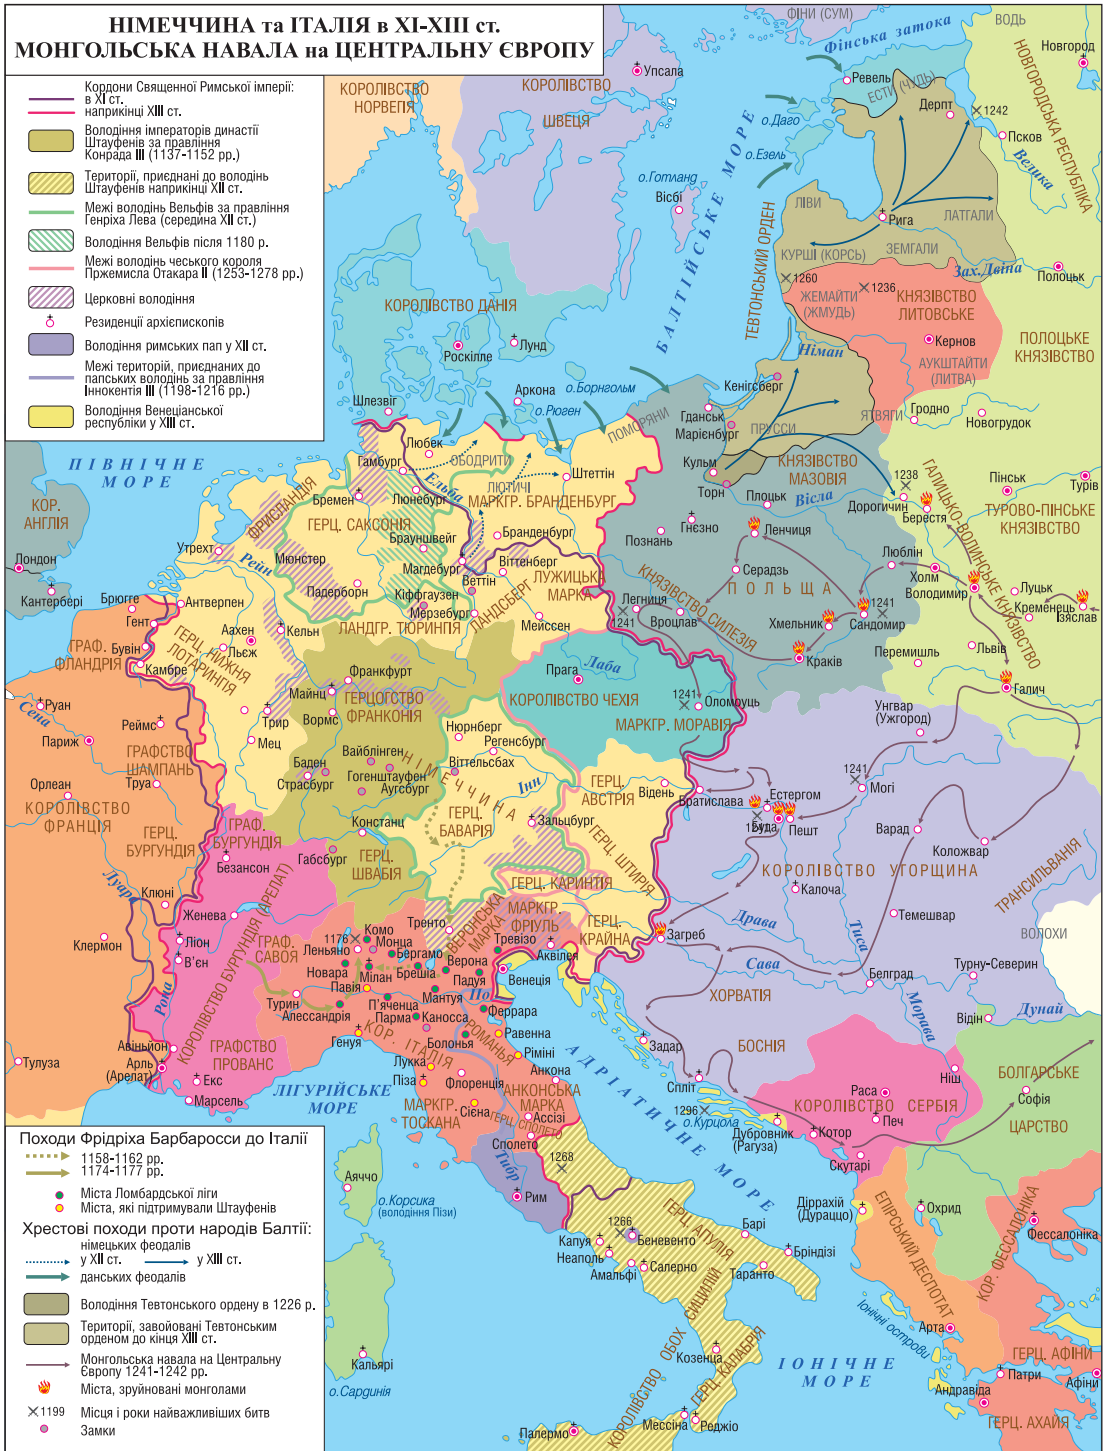 НІМЕЧЧИНА та ІТАЛІЯ в XI-XIII ст.
МОНГОЛЬСЬКА НАВАЛА на ЦЕНТРАЛЬНУ ЄВРОПУ
Кордони Священної Римської імперії:
в XI ст.
наприкінці XIII ст.
Володіння імператорів династії
Штауфенів за правління
Конрада III (1137-1152 рр.)
Території, приєднані до володінь
Штауфенів наприкінці XII ст.
Межі володінь Вельфів за правління
Генріха Лева (середина XII ст.)
Володіння Вельфів після 1180 р.
Межі володінь чеського короля
Пржемисла Отакара II (1253-1278 рр.)
Церковні володіння
Резиденції архієпископів
Володіння римських пап у XII ст.
Межі територій, приєднаних до
папських володінь за правління
Іннокентія III (1198-1216 рр.)
Володіння Венеціанської
республіки у XIII ст.
КОРОЛІВСТВО
НОРВЕГІЯ
КОРОЛІВСТВО
ШВЕЦІЯ
Упсала
ФІНИ (СУМ)
Фінська затока
ВОДЬ
Новгород
НОВГОРОДСЬКА РЕСПУБЛІКА
Ревель
ЕСТИ (ЧУДЬ)
Дерпт
1242
Псков
Велика
о.Даго
о.Езель
о.Готланд
Вісбі
БАЛТІЙСЬКЕ МОРЕ
ТЕВТОНСЬКИЙ ОРДЕН
ЛІВИ
Рига
ЛАТГАЛИ
КУРШІ (КОРСЬ)
ЗЕМГАЛИ
Зах.Двіна
Полоцьк
1260
1236
ЖЕМАЙТИ
(ЖМУДЬ)
КНЯЗІВСТВО
ЛИТОВСЬКЕ
Кернов
ПОЛОЦЬКЕ
КНЯЗІВСТВО
АУКШТАЙТИ
(ЛИТВА)
Німан
КОРОЛІВСТВО ДАНІЯ
Роскілле
Лунд
Шлезвіг
Аркона
о.Рюген
о.Борнгольм
Кенігсберг
Гданськ
Марієнбург
ПРУССИ
ЯТВЯГИ
Гродно
Новогрудок
ПОМОРЯНИ
Любек
Гамбург
ОБОДРИТИ
ЛЮТИЧІ
Штеттін
Кульм
Торн
КНЯЗІВСТВО
МАЗОВІЯ
1238
Дорогичин
Берестя
Пінськ
Турів
ТУРОВО-ПІНСЬКЕ
КНЯЗІВСТВО
ГАЛИЦЬКО-ВОЛИНСЬКЕ КНЯЗІВСТВО
ПІВНІЧНЕ
МОРЕ
КОР.
АНГЛІЯ
Лондон
Кантербері
ФРИСЛАНДІЯ
Бремен
Люнебург
Ельба
МАРКГР. БРАНДЕНБУРГ
ГЕРЦ. САКСОНІЯ
Брауншвейг
Бранденбург
Утрехт
Рейн
Мюнстер
Магдебург
Віттенберг
Падерборн
Веттін
Кіффгаузен
Мерзебург
ЛУЖИЦЬКА
МАРКА
ЛАНДСБЕРГ
ЛАНДГР. ТЮРИНГІЯ
Мейссен
Плоцьк
Вісла
Гнєзно
Познань
Ленчиця
Серадзь
ПОЛЬЩА
КНЯЗІВСТВО СИЛЕЗІЯ
Легниця
1241
Вроцлав
Хмельник
1241
Сандомир
Краків
Люблін
Холм
Володимир
Луцьк
Кременець
Ізяслав
Перемишль
Львів
Галич
Брюгге
Антверпен
Гент
ГРАФ.
ФЛАНДРІЯ
Бувін
Камбре
Аахен
Льєж
Кельн
ГЕРЦ. НИЖНЯ
ЛОТАРИНГІЯ
Франкфурт
Майнц
ГЕРЦОГСТВО
ФРАНКОНІЯ
Вормс
Трир
Мец
Прага
Лаба
КОРОЛІВСТВО ЧЕХІЯ
1241
Оломоуць
МАРКГР. МОРАВІЯ
Унгвар
(Ужгород)
Руан
Сена
Реймс
Париж
ГРАФСТВО
ШАМПАНЬ
Труа
Орлеан
КОРОЛІВСТВО
ФРАНЦІЯ
ГЕРЦ.
БУРГУНДІЯ
Вайблінген
Баден
Страсбург
Гогенштауфен
Аугсбург
Нюрнберг
Регенсбург
Віттельсбах
НІМЕЧЧИНА
Інн
ГЕРЦ.
АВСТРІЯ
Відень
Вратислава
1241
Естергом
Буда
Пешт
1241
Могі
Варад
Коложвар
ТРАНСИЛЬВАНІЯ
Констанц
ГЕРЦ.
БАВАРІЯ
Зальцбург
ГЕРЦ. ШТИРІЯ
КОРОЛІВСТВО УГОРЩИНА
ГРАФ.
БУРГУНДІЯ
Безансон
Габсбург
ГЕРЦ.
ШВАБІЯ
ГЕРЦ. КАРИНТІЯ
Калоча
Темешвар
ВОЛОХИ
Луара
Клюні
Женева
КОРОЛІВСТВО БУРГУНДІЯ (АРЕЛАТ)
Клермон
Ліон
В'єн
ГРАФ.
САВОЯ
Тренто
ВЕРОНСЬКА
МАРКА
МАРКГР.
ФРІУЛЬ
ГЕРЦ.
КРАЙНА
Загреб
Драва
Сава
Тиса
Белград
Турну-Северин
Дунай
Морава
Відін
1176
Комо
Леньяно
Монца
Бергамо
Новара
Мілан
Брешіа
Верона
Тревізо
Аквілея
Падуя
Венеція
Павія
Мантуя
По
Турин
П'яченца
Алессандрія
Парма
Каносса
Феррара
Болонья
РОМАНЬЯ
Равенна
Ріміні
КОР. ІТАЛІЯ
Генуя
Рона
Авіньйон
Арль
(Арелат)
ГРАФСТВО
ПРОВАНС
Екс
Марсель
Тулуза
ЛІГУРІЙСЬКЕ
МОРЕ
Лукка
Піза
Флоренція
МАРКГР.
ТОСКАНА
Сієна
Анкона
АНКОНСЬКА
МАРКА
Ассізі
ГЕРЦ. СПОЛЕТО
Сполето
ХОРВАТІЯ
БОСНІЯ
Задар
Спліт
1296
о.Курцола
АДРІАТИЧНЕ МОРЕ
Дубровник
(Рагуза)
Котор
Скутарі
Раса
КОРОЛІВСТВО СЕРБІЯ
Печ
Ніш
Софія
БОЛГАРСЬКЕ
ЦАРСТВО
Походи Фрідріха Барбаросси до Італії
1158-1162 рр.
1174-1177 рр.
Міста Ломбардської ліги
Міста, які підтримували Штауфенів
Хрестові походи проти народів Балтії:
німецьких феодалів
у XII ст.
у XIII ст.
данських феодалів
Володіння Тевтонського ордену в 1226 р.
Території, завойовані Тевтонським
орденом до кінця XIII ст.
Монгольська навала на Центральну
Європу 1241-1242 рр.
Міста, зруйновані монголами
1199 Місця і роки найважливіших битв
Замки
Аяччо
о.Корсика
(володіння Пізи)
Кальярі
о.Сардинія
Тибр
Рим
1268
1266
Беневенто
Капуя
Неаполь
Амальфі
Салерно
ГЕРЦ. АПУЛІЯ
Барі
Бріндізі
Таранто
КОРОЛІВСТВО ОБОХ СИЦИЛІЙ
Козенца
ГЕРЦ. КАЛАБРІЯ
Мессіна
Реджіо
Палермо
ІОНІЧНЕ
МОРЕ
Діррахій
(Дураццо)
Охрид
ЕПІРСЬКИЙ ДЕСПОТАТ
КОР. ФЕССАЛОНІКА
Фессалоніка
Іонічні острови
Арта
ГЕРЦ. АФІНИ
Патри
Афіни
Андравіда
ГЕРЦ. АХАЙЯ